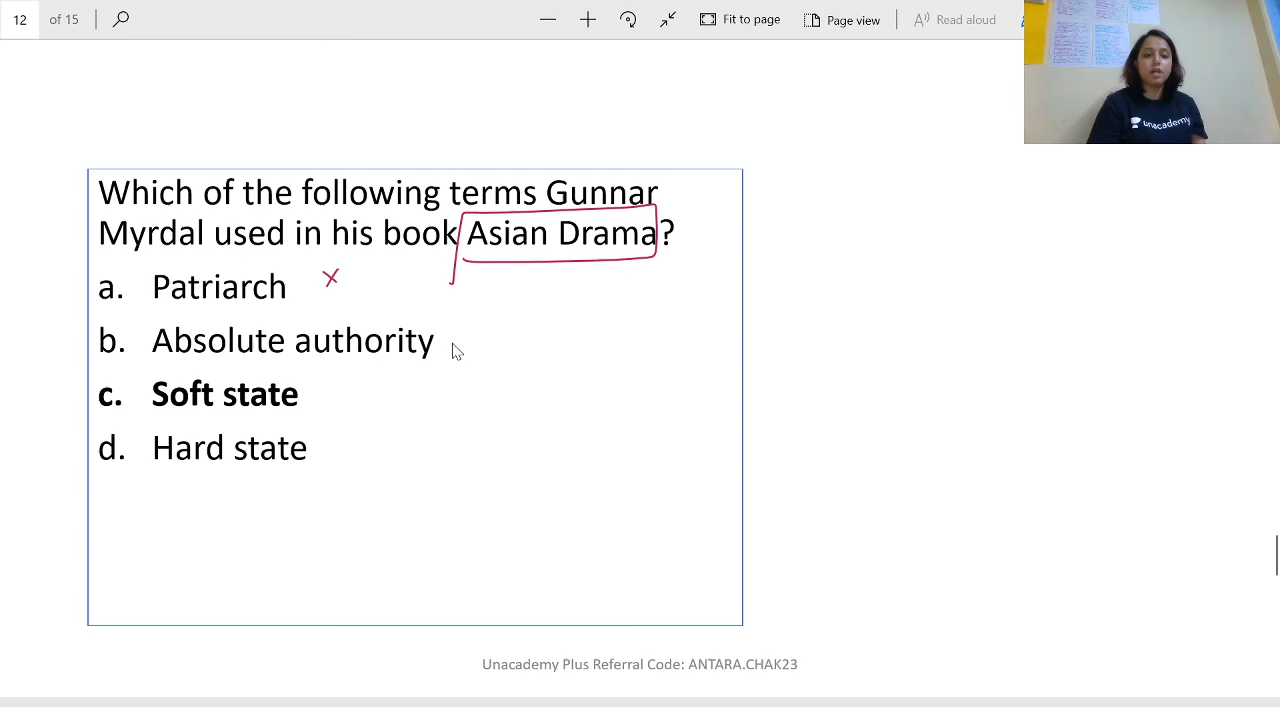 12 of 15 Fit to page Page view Read aloud
unacademy
Which of the following terms Gunnar
Myrdal used in his book Asian Drama?
a. Patriarch
b. Absolute authority
c. Soft state
d. Hard state
Unacademy Plus Referral Code: ANTARA.CHAK23